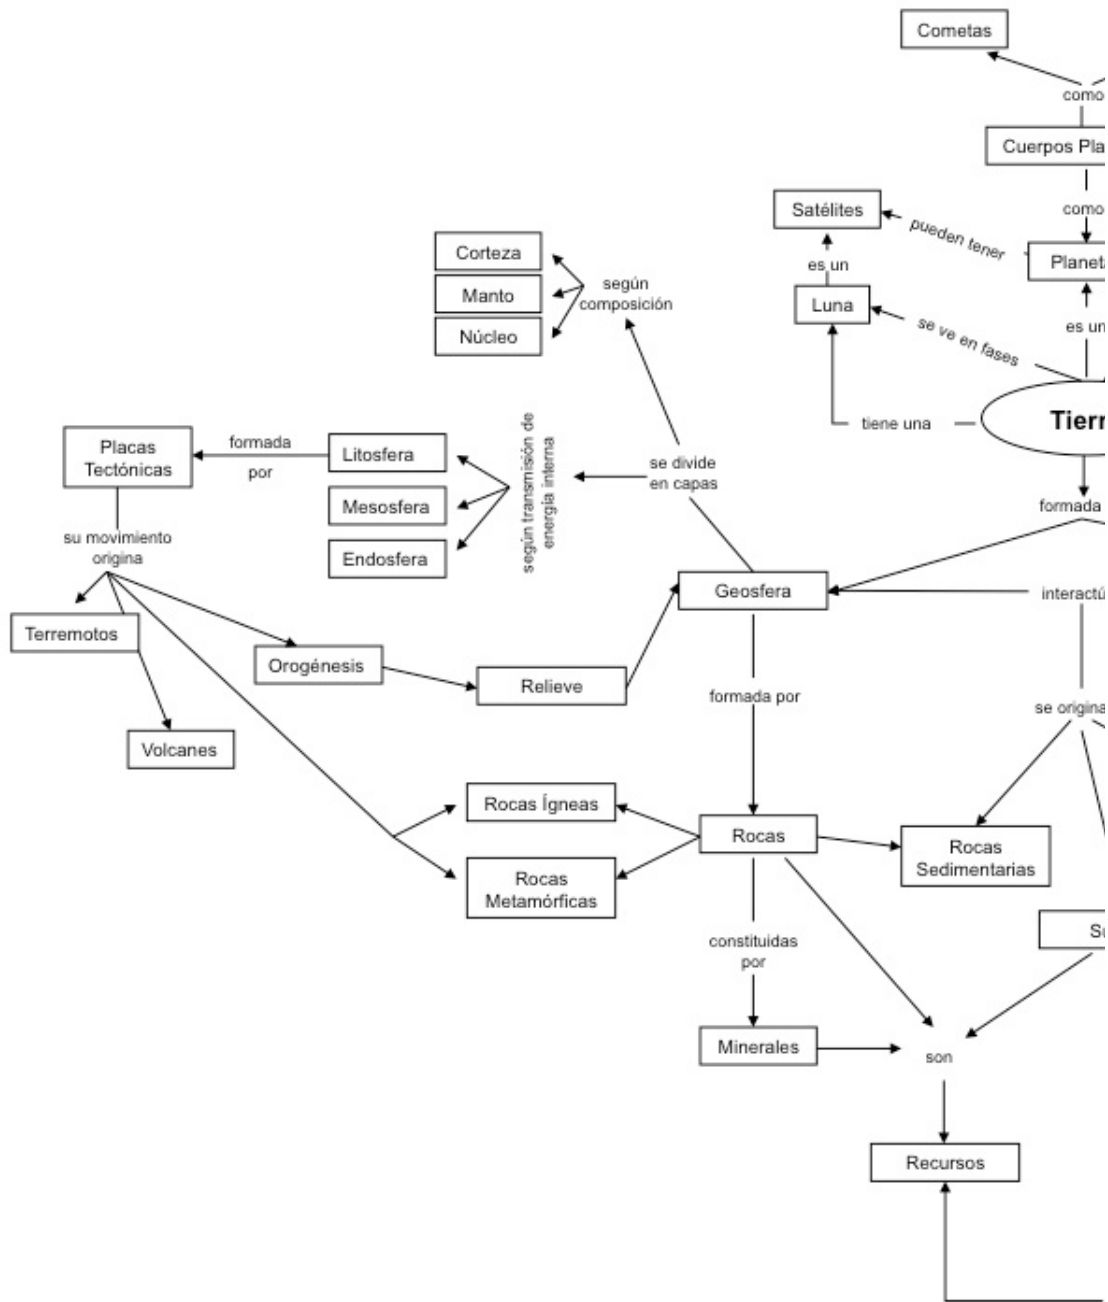 Cometas
como
Cuerpos Pla
Satélites
pueden tener
como
Corteza
según
composición
es un
Planeta
Manto
Luna
Núcleo
se ve en fases
es un
Placas
Tectónicas
formada
por
Litosfera
según transmisión de
energía interna
se divide
en capas
tiene una
Tierr
Mesosfera
formada
su movimiento
origina
Endosfera
Geosfera
interactú
Terremotos
Orogénesis
Relieve
formada por
se origina
Volcanes
Rocas Ígneas
Rocas
Rocas
Sedimentarias
Rocas
Metamórficas
constituidas
por
Su
Minerales
son
Recursos